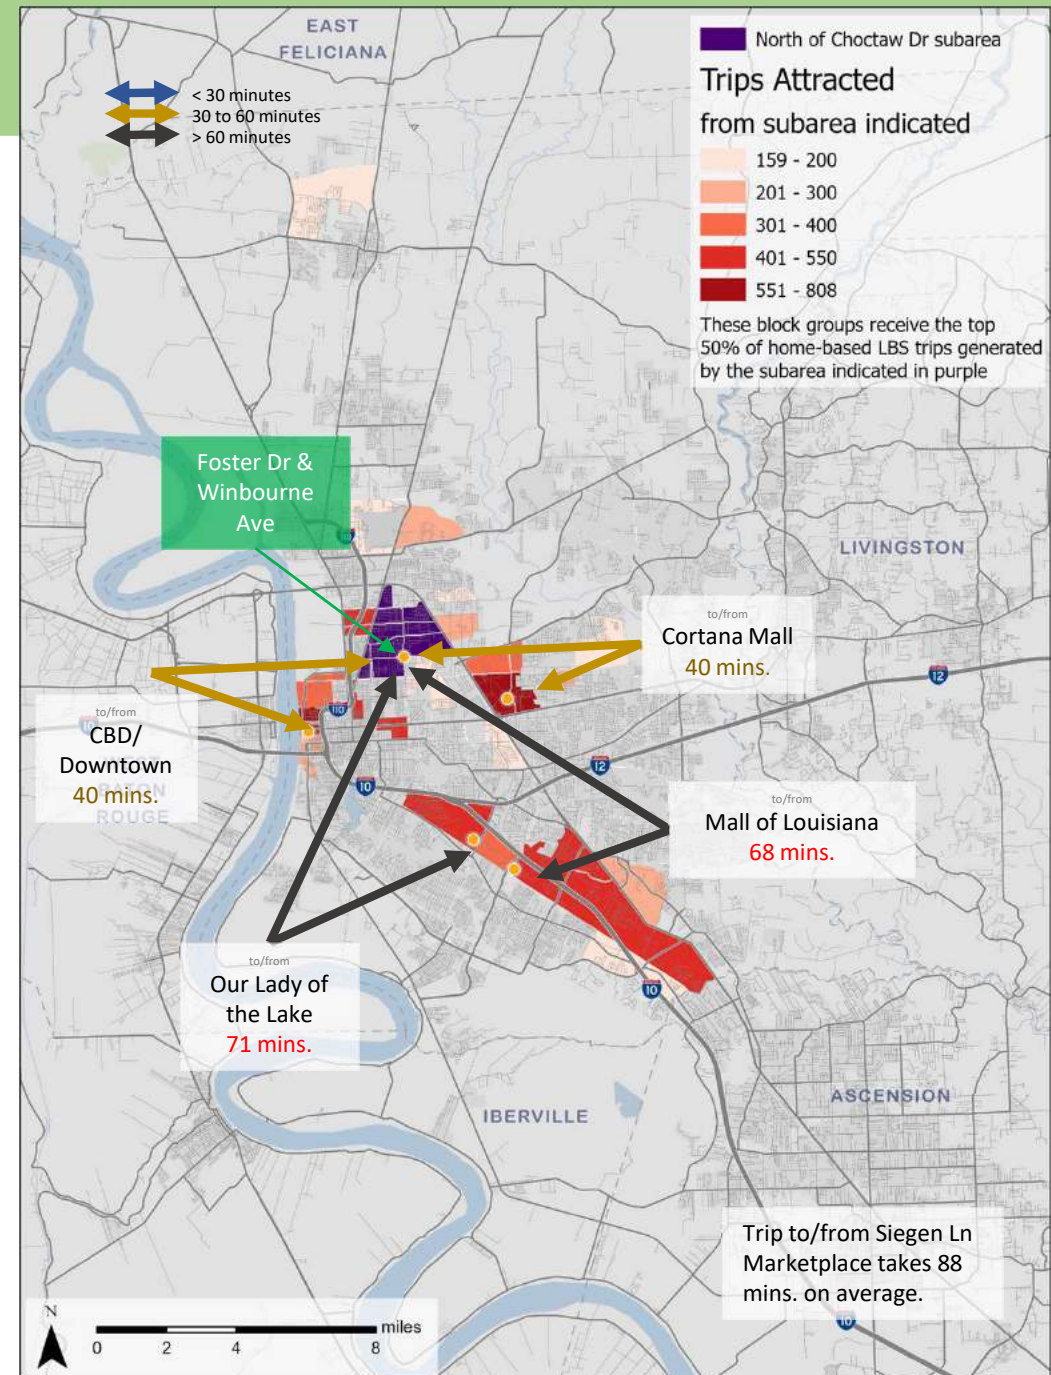 EAST
FELICIANA
< 30 minutes
30 to 60 minutes
> 60 minutes
North of Choctaw Dr subarea
Trips Attracted
from subarea indicated
159 - 200
201 - 300
301 - 400
401 - 550
551 - 808
These block groups receive the top
50% of home-based LBS trips generated
by the subarea indicated in purple
Foster Dr &
Winbourne
Ave
110
LIVINGSTON
to/from
Cortana Mall
40 mins.
12
to/from
CBD/
Downtown
40 mins.
10
BATON
ROUGE
110
10
12
to/from
Mall of Louisiana
68 mins.
to/from
Our Lady of
the Lake
71 mins.
10
IBERVILLE
ASCENSION
Trip to/from Siegen Ln
Marketplace takes 88
mins. on average.
10
N
miles
0 2 4 8